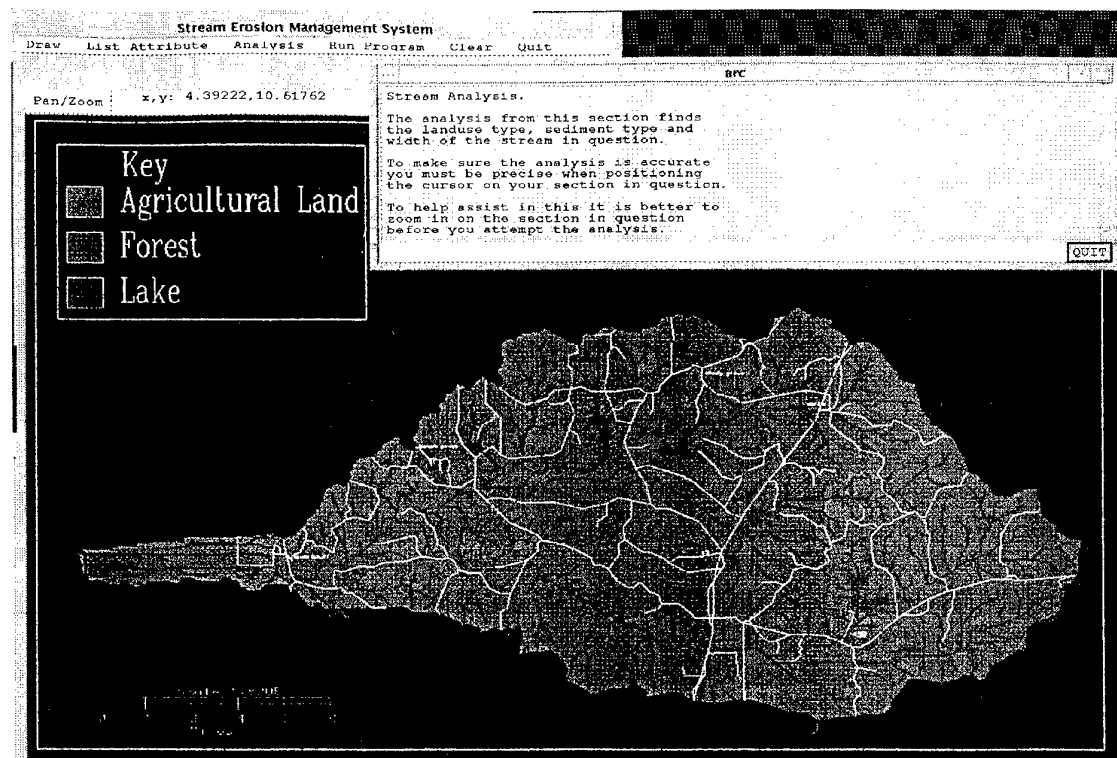 Stream Erosion Management System
Draw List Attribute Analysis Run Program Clear Quit
Pan/Zoom x,y: 4.39222,10.61762
arc
Stream Analysis.
The analysis from this section finds
the landuse type, sediment type and
width of the stream in question.
To make sure the analysis is accurate
you must be precise when positioning
the cursor on your section in question.
To help assist in this it is better to
zoom in on the section in question
before you attempt the analysis.
QUIT
Key
Agricultural Land
Forest
Lake